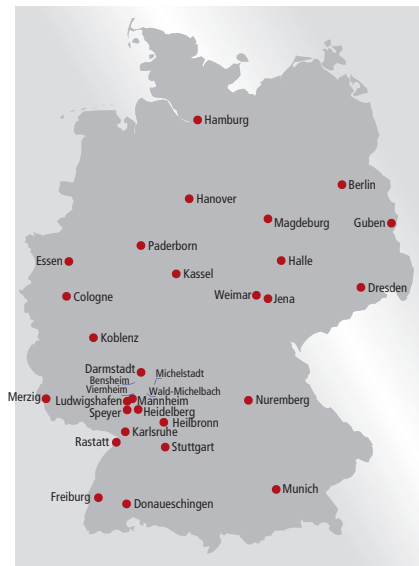 Hamburg
Berlin
Hanover
Magdeburg
Guben
Paderborn
Essen
Halle
Kassel
Dresden
Cologne
Weimar
Jena
Koblenz
Darmstadt
Michelstadt
Bensheim
Viernheim
Wald-Michelbach
Merzig
Ludwigshafen
Mannheim
Nuremberg
Speyer
Heidelberg
Heilbronn
Karlsruhe
Rastatt
Stuttgart
Munich
Freiburg
Donaueschingen